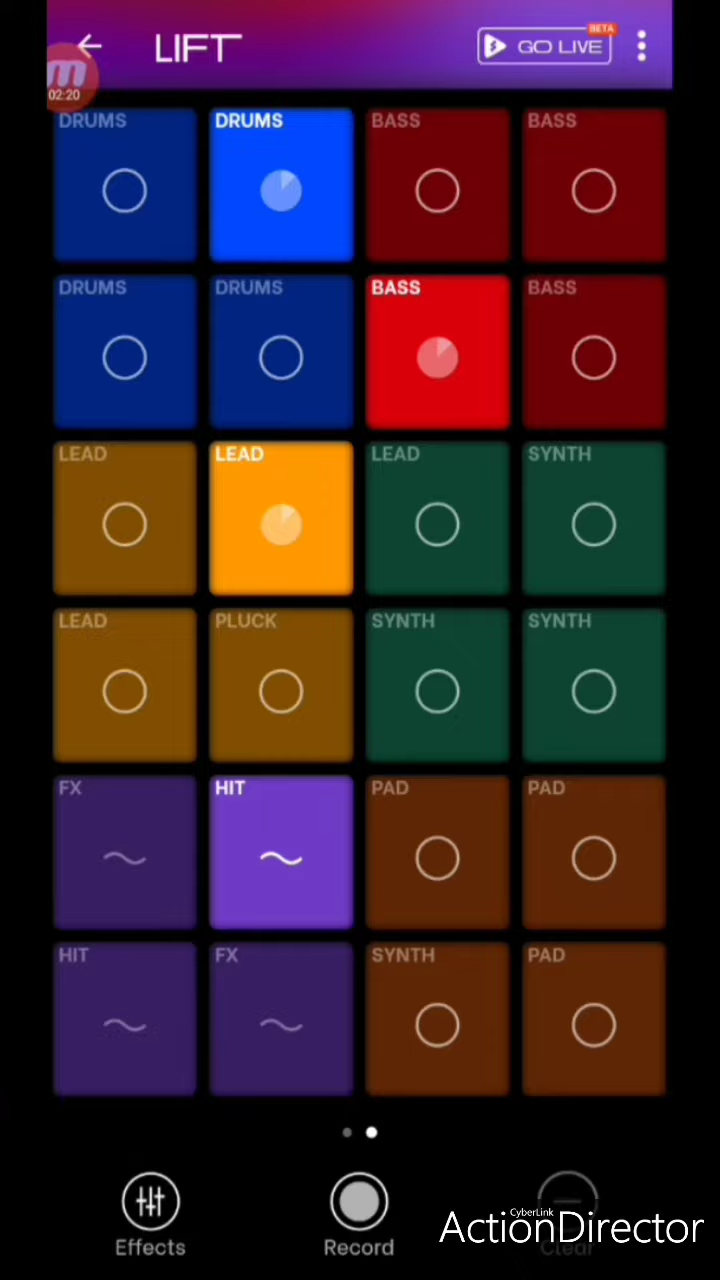 LIFT
BETA
GO LIVE
m
02:20
DRUMS DRUMS BASS BASS
DRUMS DRUMS BASS BASS
LEAD LEAD LEAD SYNTH
LEAD PLUCK SYNTH SYNTH
FX HIT PAD PAD
HIT FX SYNTH PAD
CyberLink
ActionDirector
Effects Record Clear